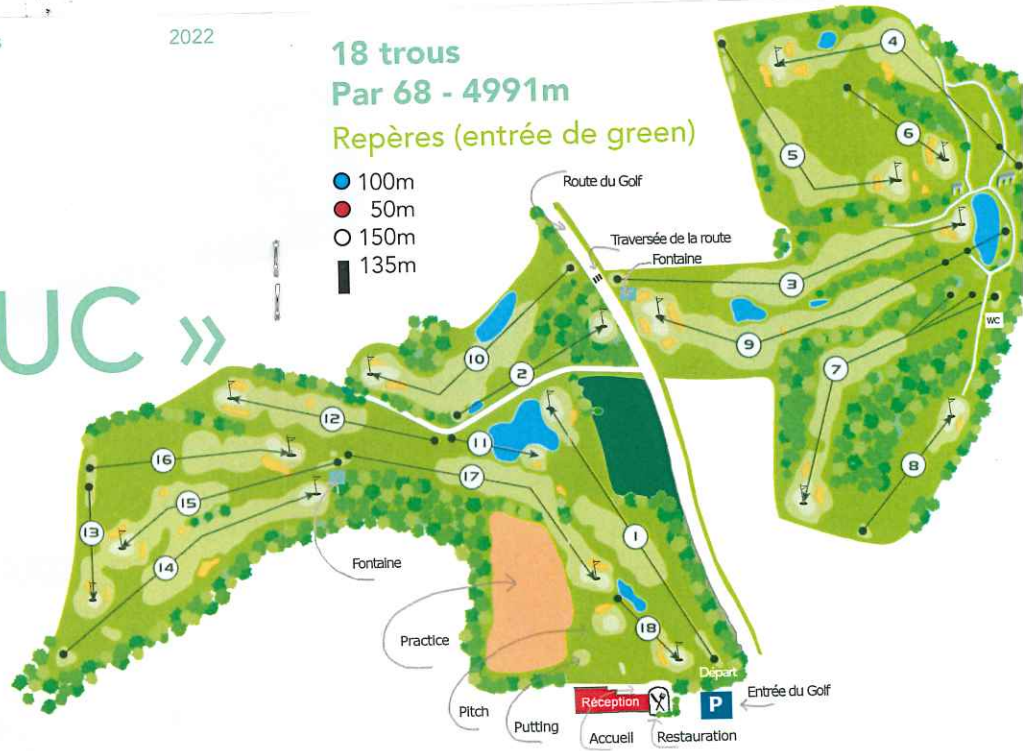 2022
18 trous
Par 68 - 4991m
Repères (entrée de green)
100m
50m
150m
135m
UC »
Route du Golf
Traversée de la route
Fontaine
4
6
5
3
9
WC
7
8
10
2
12
11
16
17
15
13
14
1
18
Fontaine
Practice
Pitch
Putting
Accueil
Restauration
Réception
Départ
P
Entrée du Golf